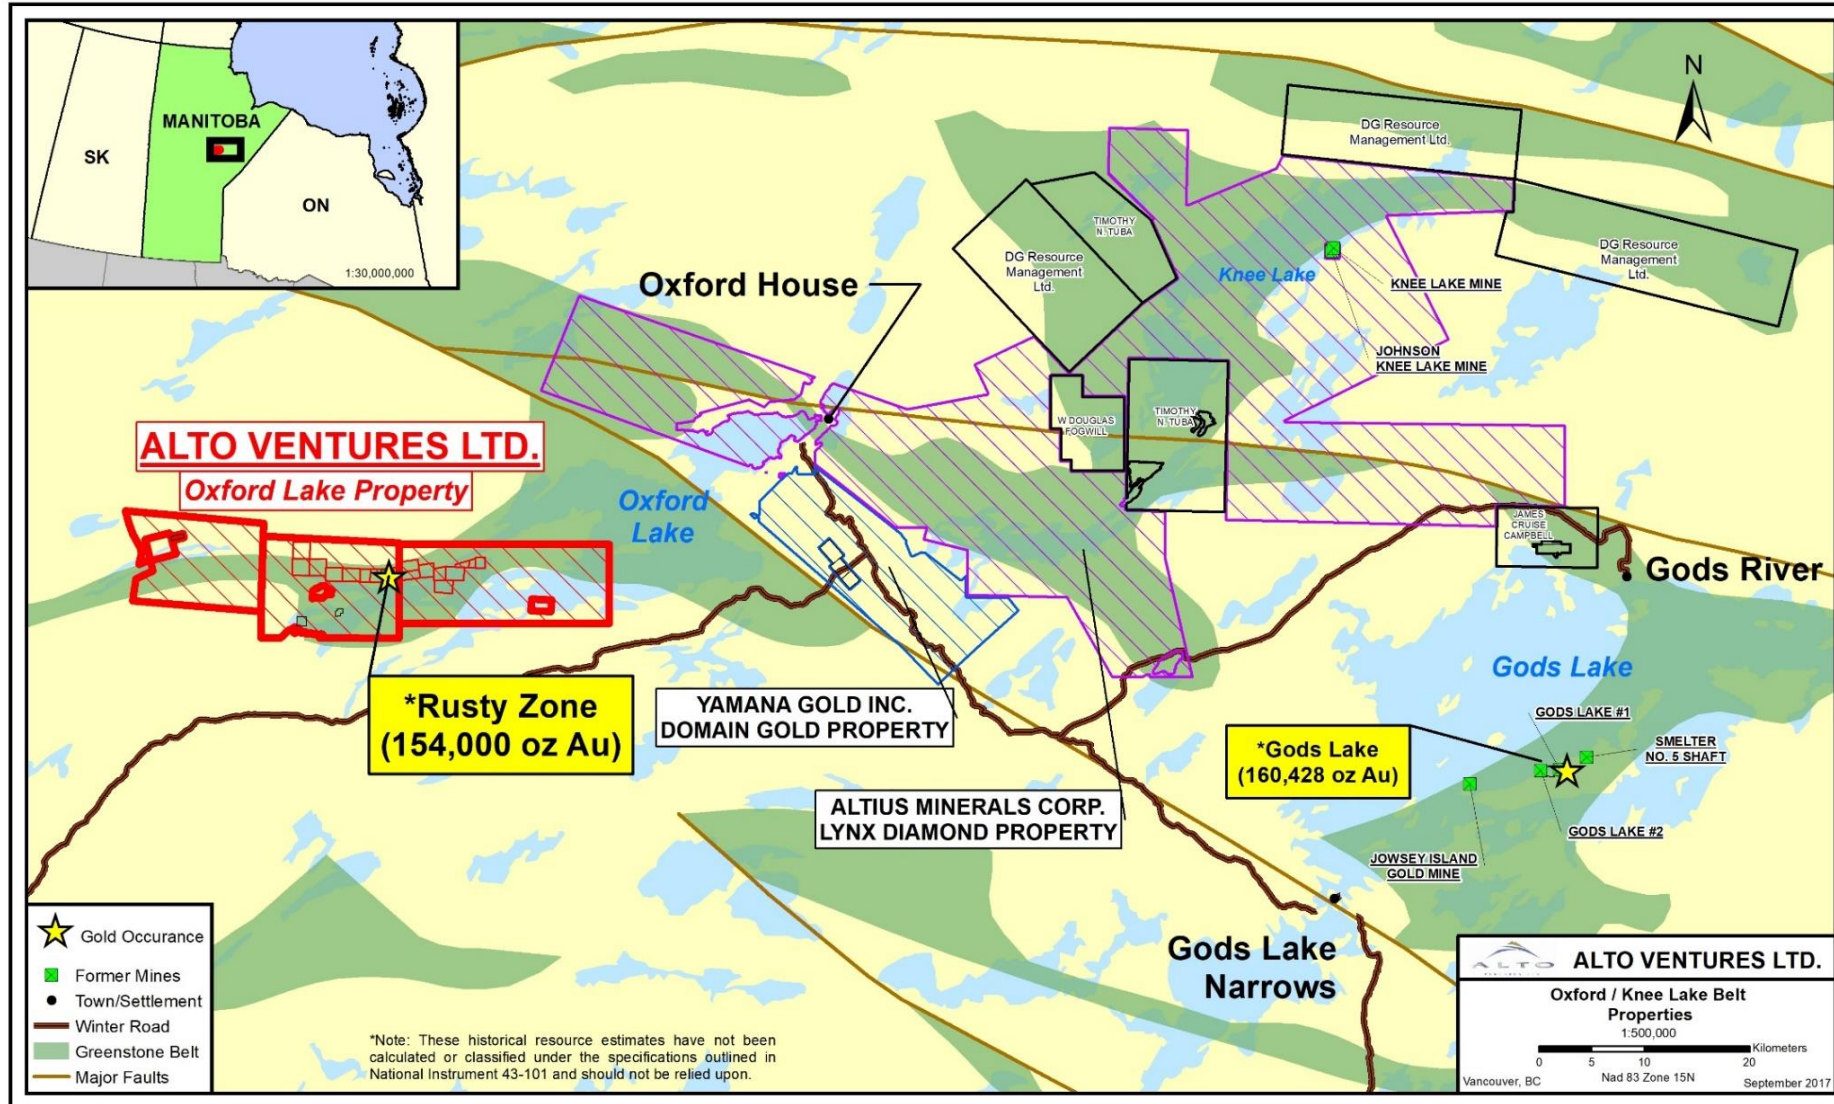 MANITOBA
SK
ON
1:30,000,000
N
DG Resource
Management Ltd.
TIMOTHY
N. TUBA
DG Resource
Management
Ltd.
DG Resource
Management
Ltd.
Knee Lake
KNEE LAKE MINE
JOHNSON
KNEE LAKE MINE
Oxford House
W DOUGLAS
FOGWILL
TIMOTHY
N. TUBA
ALTO VENTURES LTD.
Oxford Lake Property
Oxford
Lake
JAMES
CRUISE
CAMPBELL
Gods River
Gods Lake
*Rusty Zone
(154,000 oz Au)
YAMANA GOLD INC.
DOMAIN GOLD PROPERTY
GODS LAKE #1
SMELTER
NO. 5 SHAFT
*Gods Lake
(160,428 oz Au)
ALTIUS MINERALS CORP.
LYNX DIAMOND PROPERTY
GODS LAKE #2
JOWSEY ISLAND
GOLD MINE
Gods Lake
Narrows
Gold Occurance
Former Mines
Town/Settlement
Winter Road
Greenstone Belt
Major Faults
*Note: These historical resource estimates have not been
calculated or classified under the specifications outlined in
National Instrument 43-101 and should not be relied upon.
ALTO
ALTO VENTURES LTD.
Oxford / Knee Lake Belt
Properties
1:500,000
Kilometers
0 5 10 20
Nad 83 Zone 15N
Vancouver, BC
September 2017